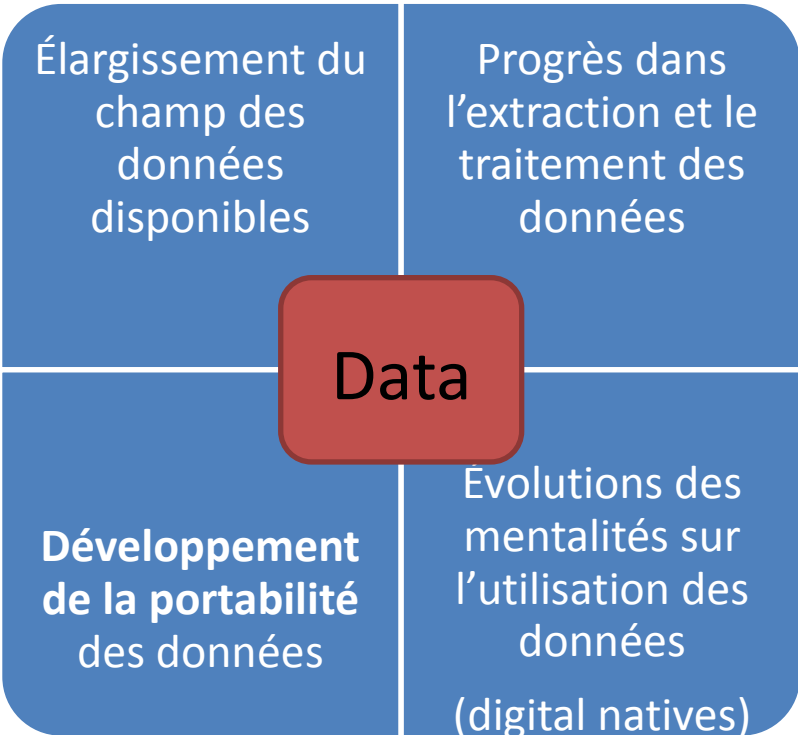 Élargissement du
champ des
données
disponibles
Progrès dans
l’extraction et le
traitement des
données
Data
Développement
de la portabilité
des données
Évolutions des
mentalités sur
l’utilisation des
données
(digital natives)